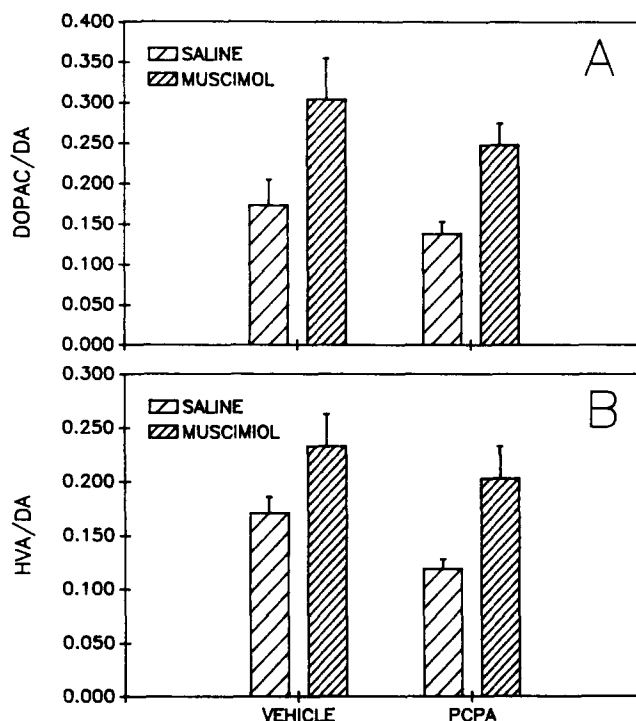 0.400
0.350
0.300
0.250
0.200
0.150
0.100
0.050
0.000
DOPAC/DA
SALINE
MUSCIMOL
A
0.300
0.250
0.200
0.150
0.100
0.050
0.000
HVA/DA
SALINE
MUSCIMIOL
B
VEHICLE PCPA